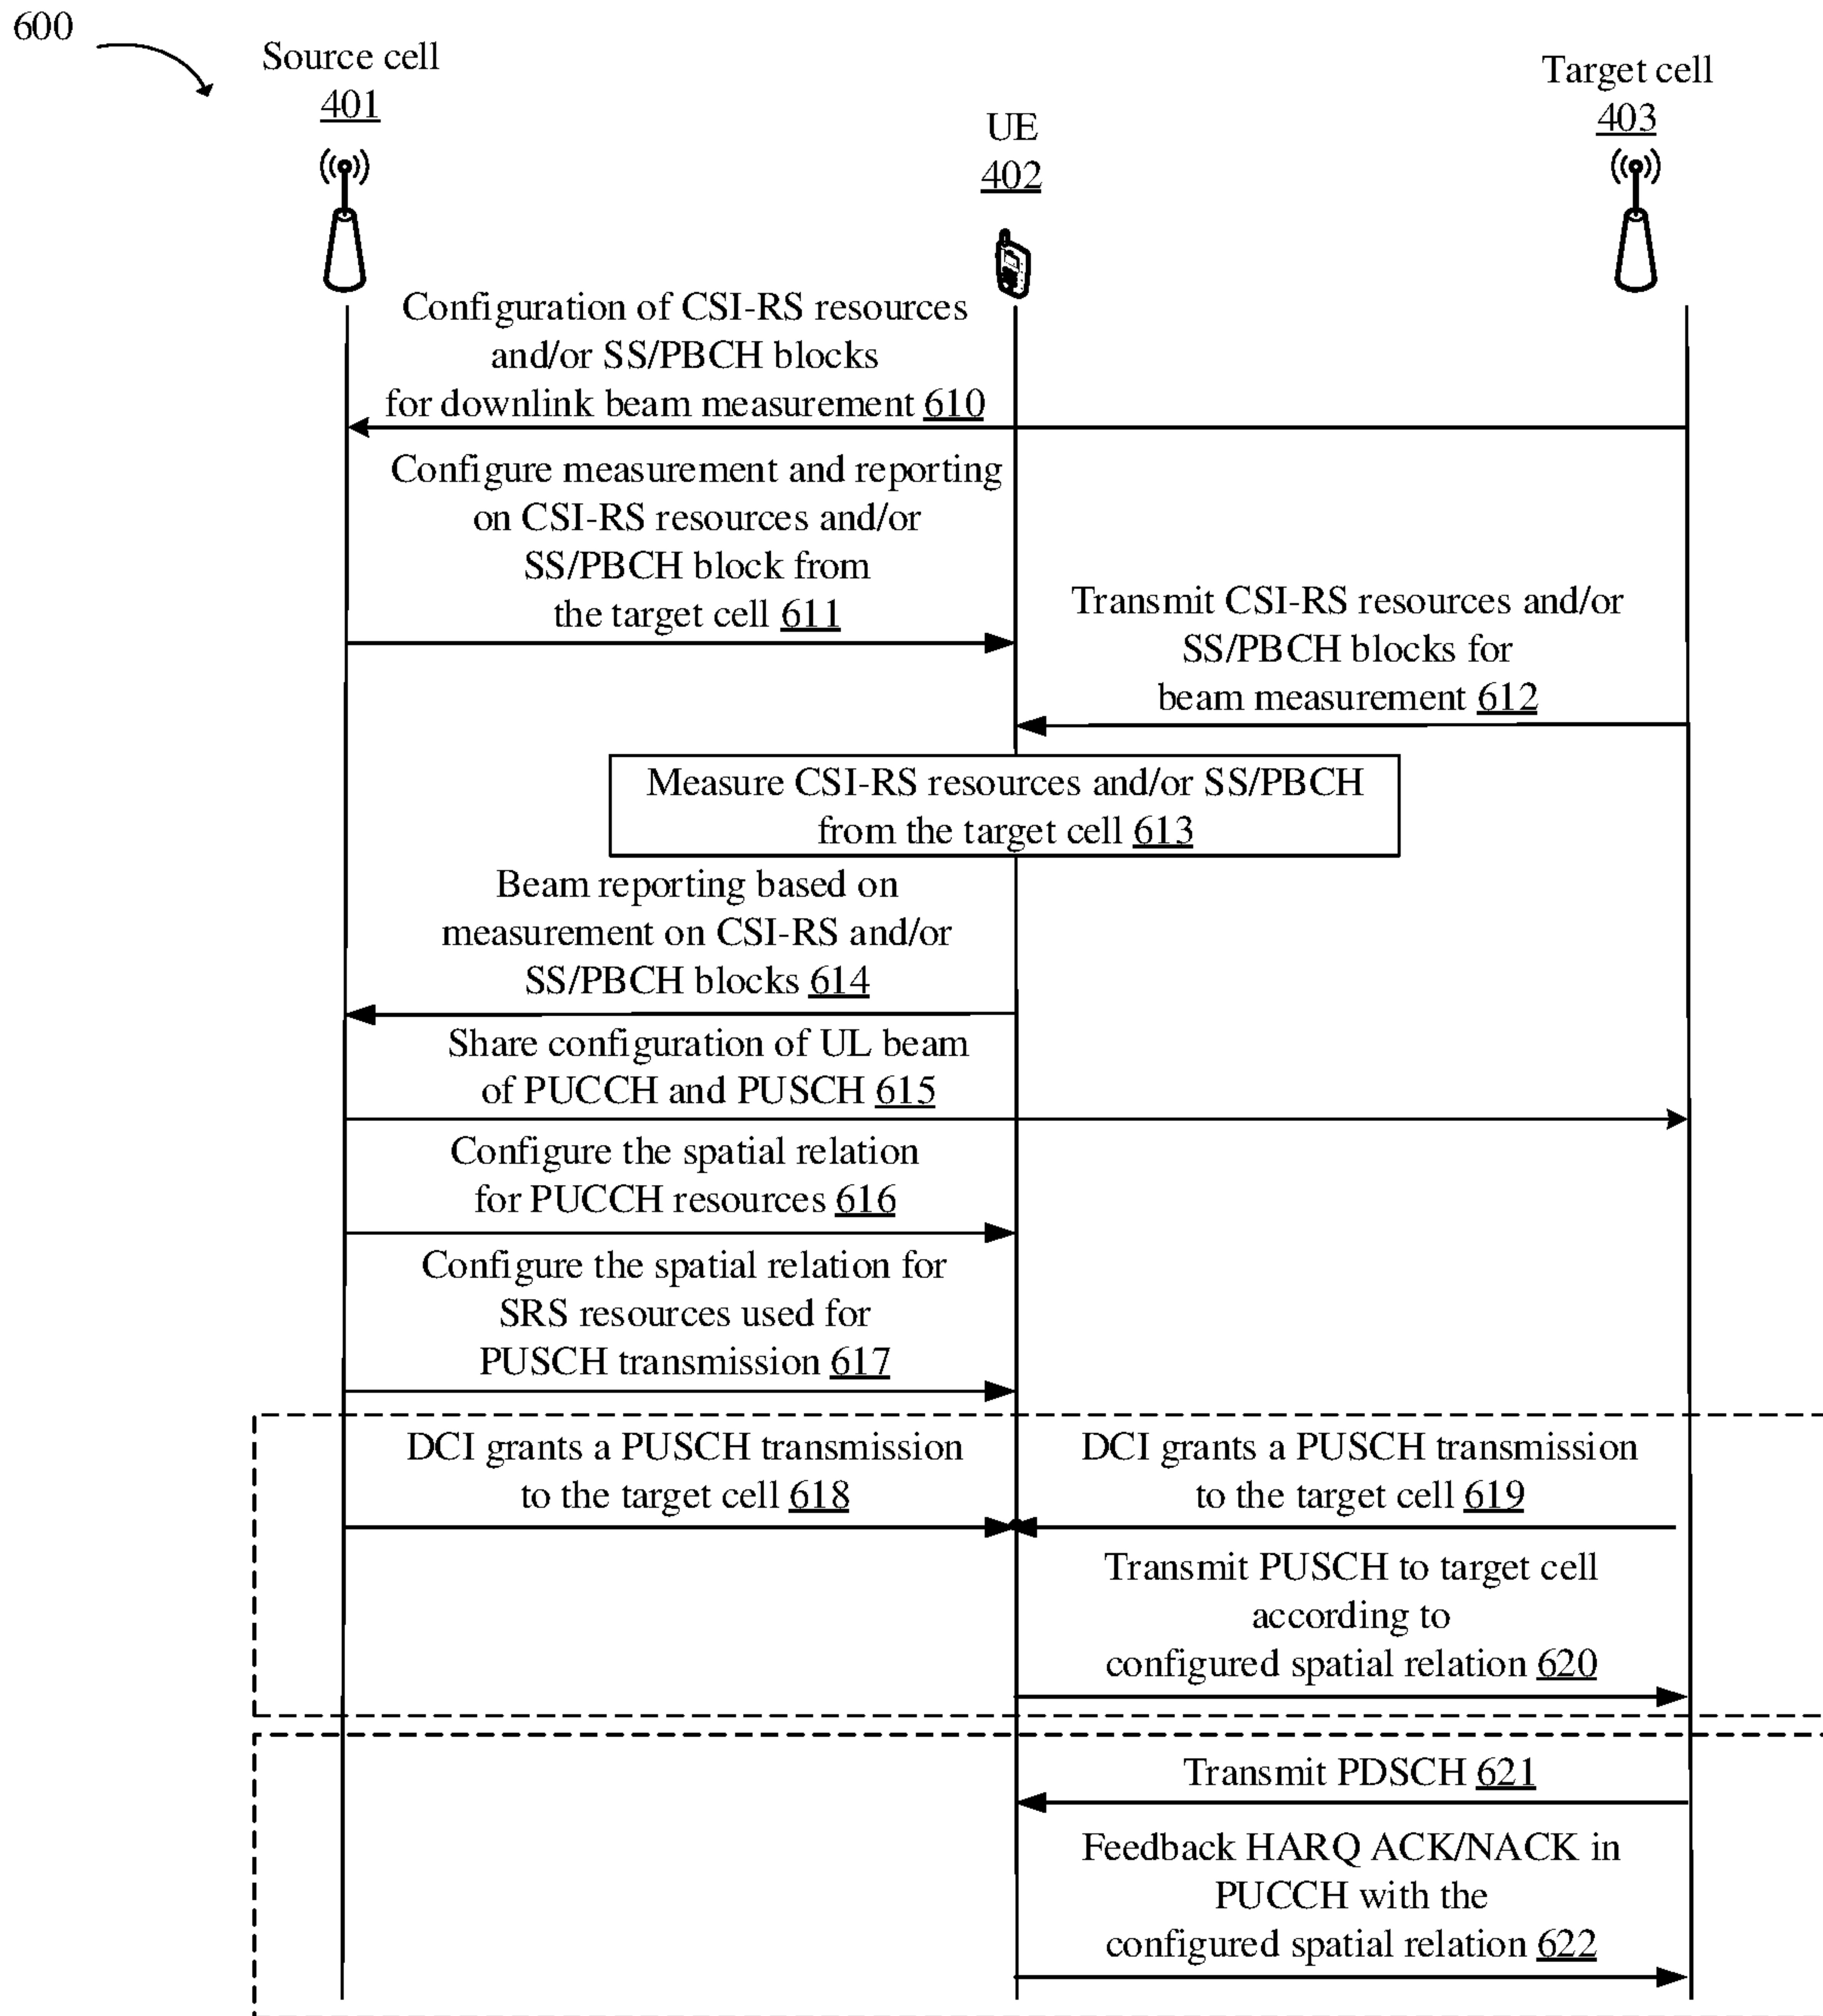 600
Source cell
401
UE
402
Target cell
403
Configuration of CSI-RS resources
and/or SS/PBCH blocks
for downlink beam measurement 610
Configure measurement and reporting
on CSI-RS resources and/or
SS/PBCH block from
the target cell 611
Transmit CSI-RS resources and/or
SS/PBCH blocks for
beam measurement 612
Measure CSI-RS resources and/or SS/PBCH
from the target cell 613
Beam reporting based on
measurement on CSI-RS and/or
SS/PBCH blocks 614
Share configuration of UL beam
of PUCCH and PUSCH 615
Configure the spatial relation
for PUCCH resources 616
Configure the spatial relation for
SRS resources used for
PUSCH transmission 617
DCI grants a PUSCH transmission
to the target cell 618
DCI grants a PUSCH transmission
to the target cell 619
Transmit PUSCH to target cell
according to
configured spatial relation 620
Transmit PDSCH 621
Feedback HARQ ACK/NACK in
PUCCH with the
configured spatial relation 622